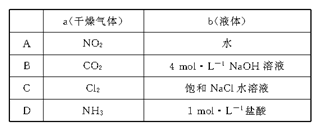 a(干燥气体) b(液体)
A NO₂ 水
B CO₂ 4 mol·L⁻¹ NaOH 溶液
C Cl₂ 饱和 NaCl 水溶液
D NH₃ 1 mol·L⁻¹盐酸